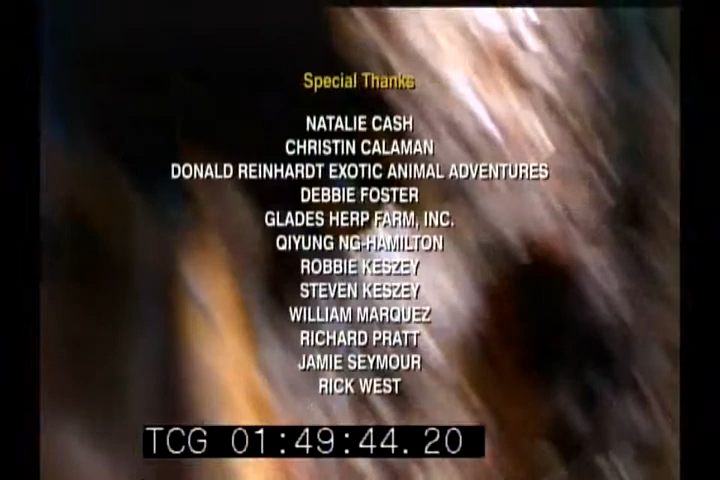 Special Thanks
NATALIE CASH
CHRISTIN CALAMAN
DONALD REINHARDT EXOTIC ANIMAL ADVENTURES
DEBBIE FOSTER
GLADES HERP FARM, INC.
QIYUNG NG-HAMILTON
ROBBIE KESZEY
STEVEN KESZEY
WILLIAM MARQUEZ
RICHARD PRATT
JAMIE SEYMOUR
RICK WEST
TCG 01:49:44.20